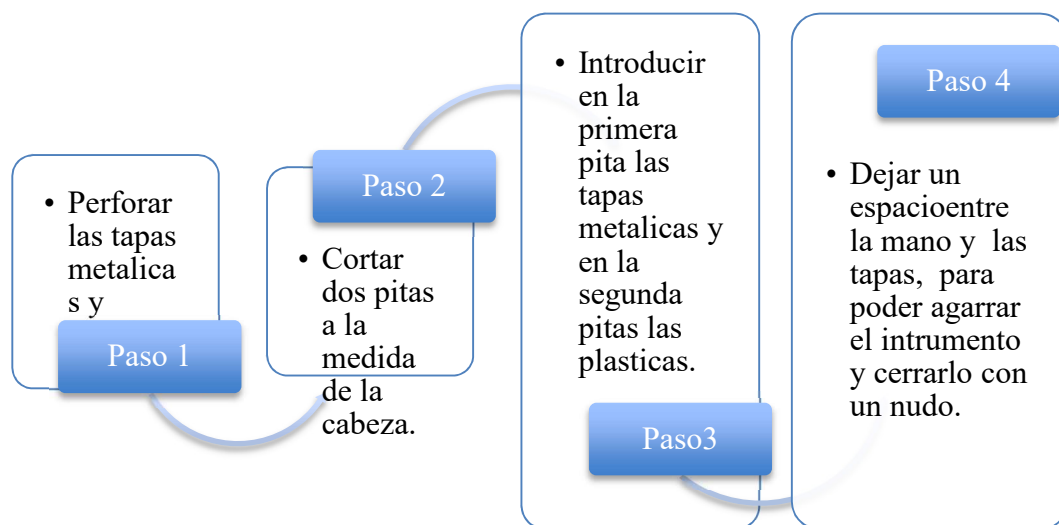 • Perforar
las tapas
metalica
s y
Paso 1
Paso 2
• Cortar
dos pitas
a la
medida
de la
cabeza.
• Introducir
en la
primera
pita las
tapas
metalicas y
en la
segunda
pitas las
plasticas.
Paso3
Paso 4
• Dejar un
espacioentre
la mano y  las
tapas,  para
poder agarrar
el intrumento
y cerrarlo con
un nudo.